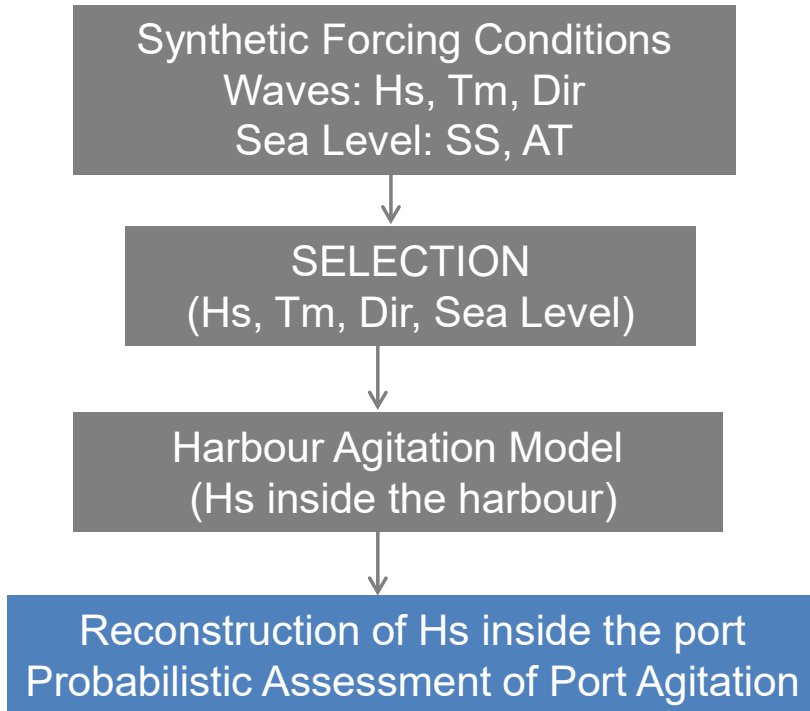 Synthetic Forcing Conditions
Waves: Hs, Tm, Dir
Sea Level: SS, AT
SELECTION
(Hs, Tm, Dir, Sea Level)
Harbour Agitation Model
(Hs inside the harbour)
Reconstruction of Hs inside the port
Probabilistic Assessment of Port Agitation